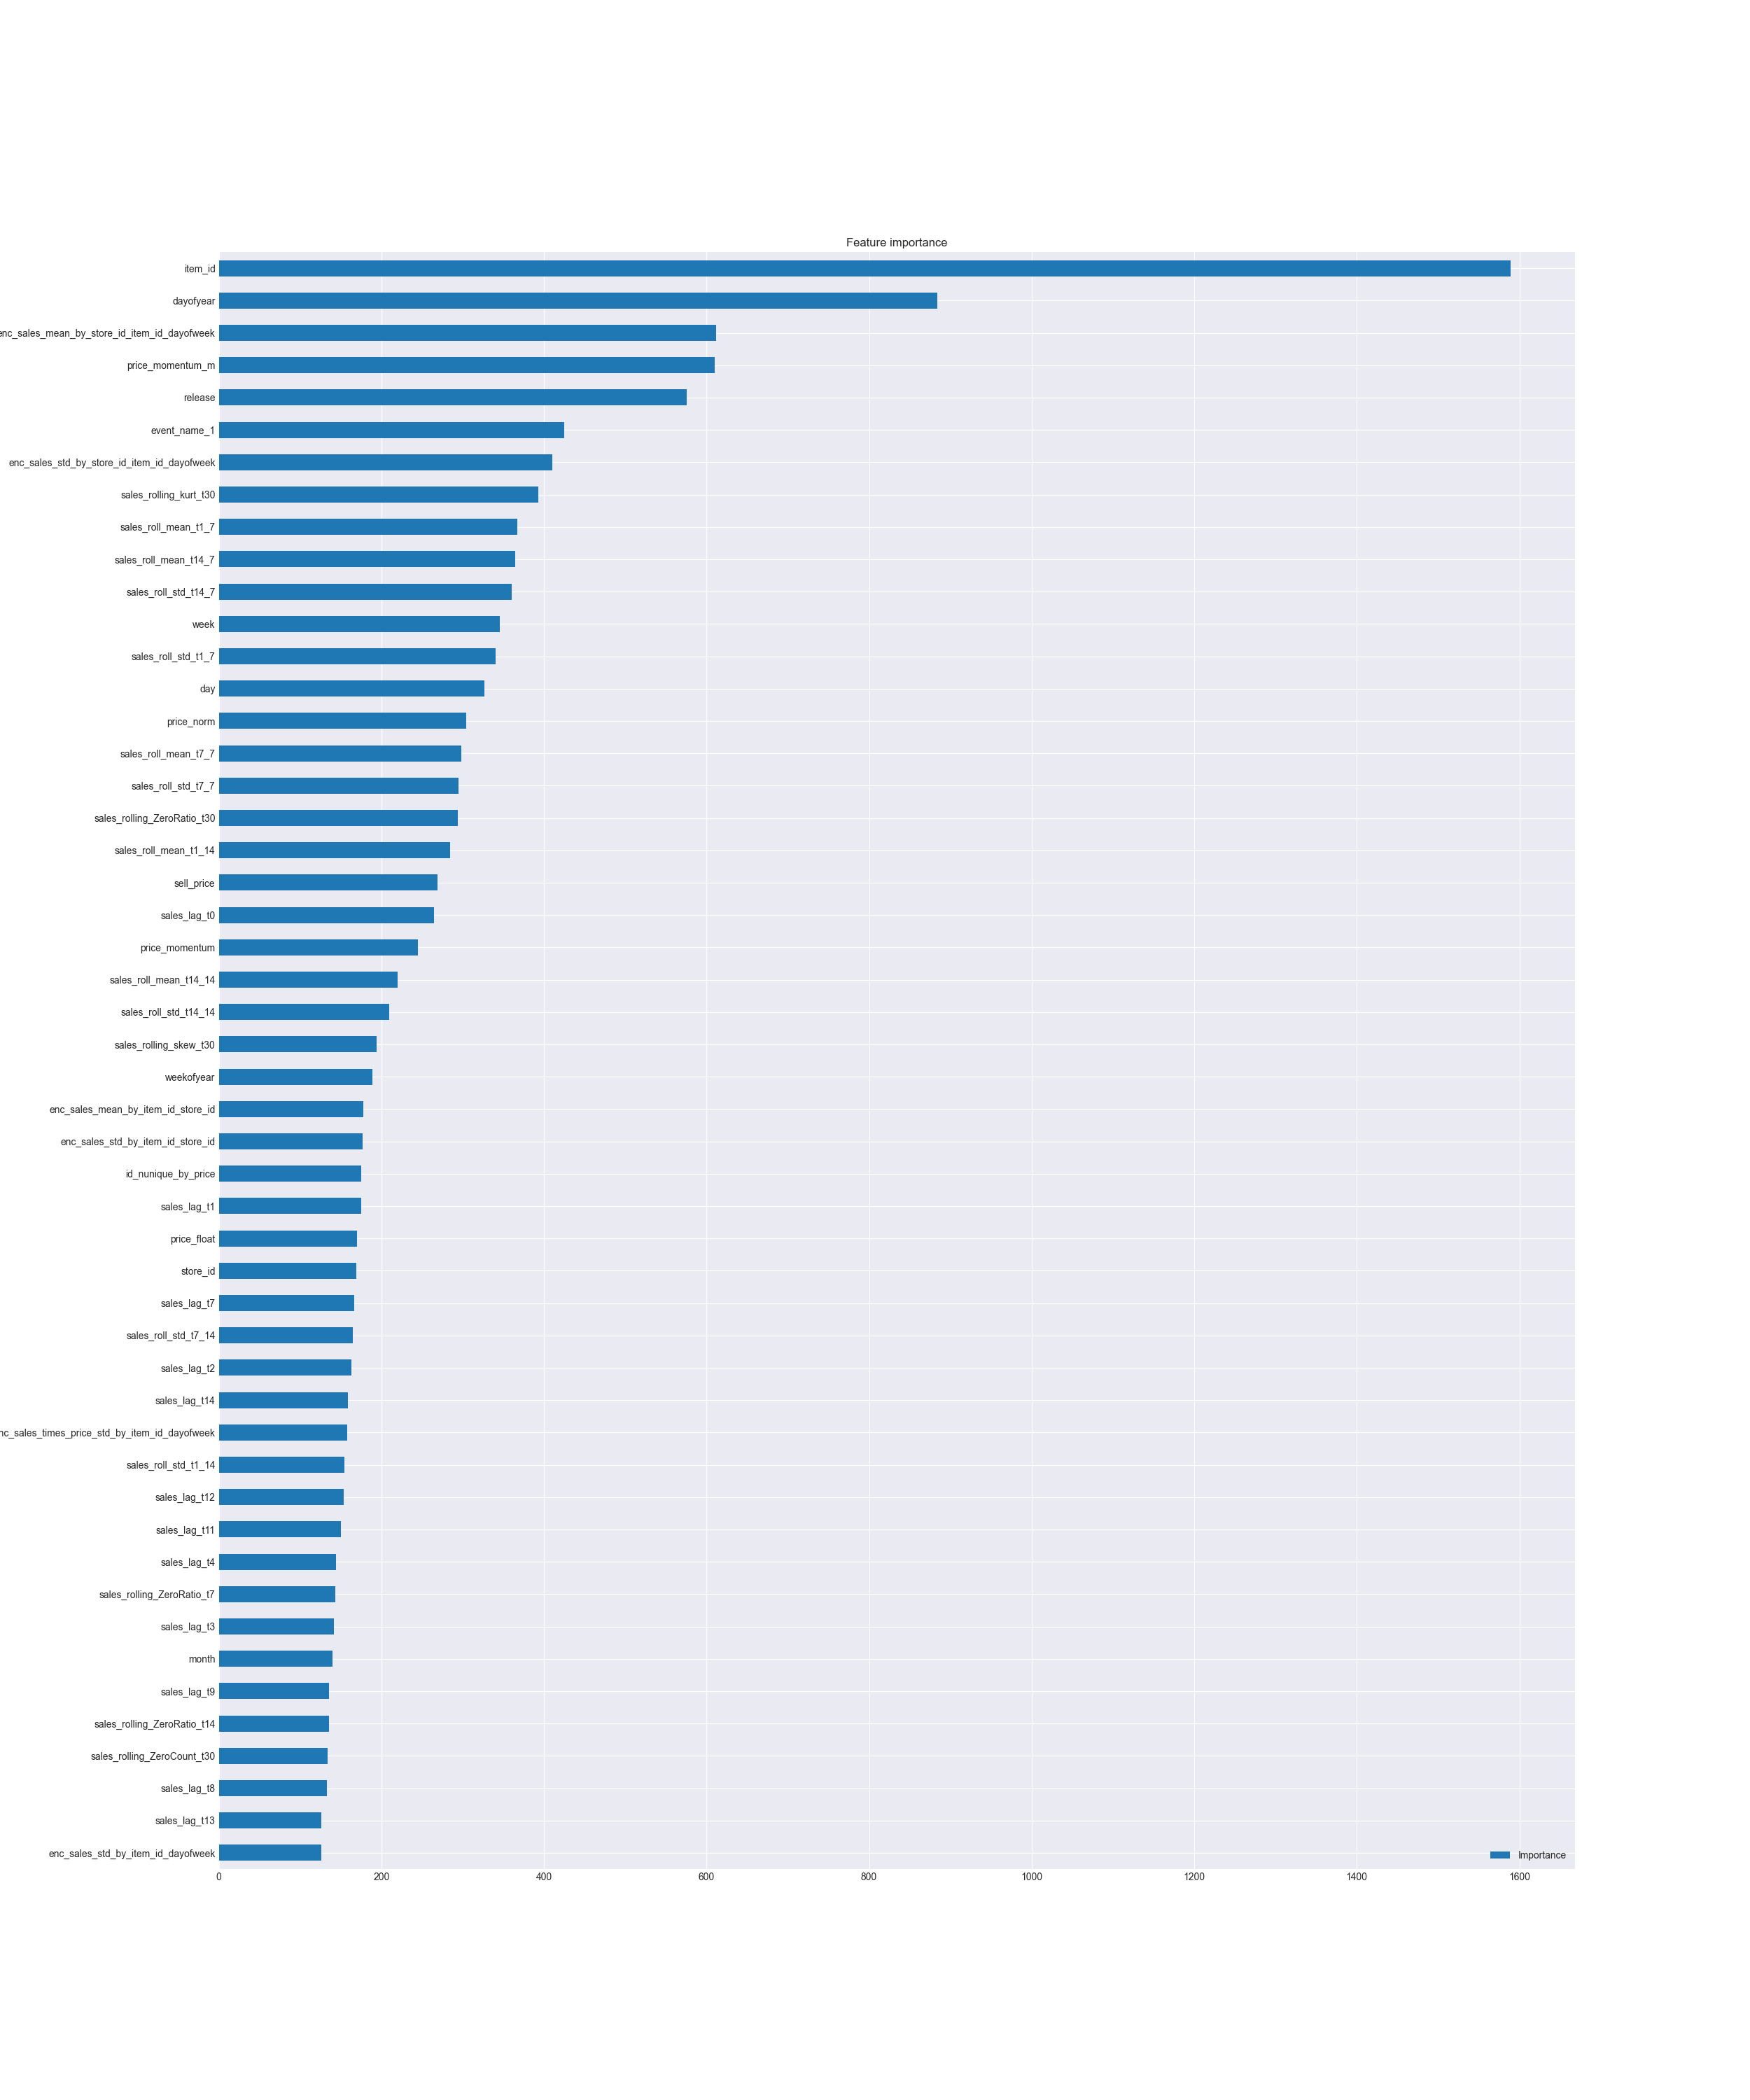 Feature importance
item_id
dayofyear
enc_sales_mean_by_store_id_item_id_dayofweek
price_momentum_m
release
event_name_1
enc_sales_std_by_store_id_item_id_dayofweek
sales_rolling_kurt_t30
sales_roll_mean_t1_7
sales_roll_mean_t14_7
sales_roll_std_t14_7
week
sales_roll_std_t1_7
day
price_norm
sales_roll_mean_t7_7
sales_roll_std_t7_7
sales_rolling_ZeroRatio_t30
sales_roll_mean_t1_14
sell_price
sales_lag_t0
price_momentum
sales_roll_mean_t14_14
sales_roll_std_t14_14
sales_rolling_skew_t30
weekofyear
enc_sales_mean_by_item_id_store_id
enc_sales_std_by_item_id_store_id
id_nunique_by_price
sales_lag_t1
price_float
store_id
sales_lag_t7
sales_roll_std_t7_14
sales_lag_t2
sales_lag_t14
nc_sales_times_price_std_by_item_id_dayofweek
sales_roll_std_t1_14
sales_lag_t12
sales_lag_t11
sales_lag_t4
sales_rolling_ZeroRatio_t7
sales_lag_t3
month
sales_lag_t9
sales_rolling_ZeroRatio_t14
sales_rolling_ZeroCount_t30
sales_lag_t8
sales_lag_t13
enc_sales_std_by_item_id_dayofweek
Importance
0 200 400 600 800 1000 1200 1400 1600